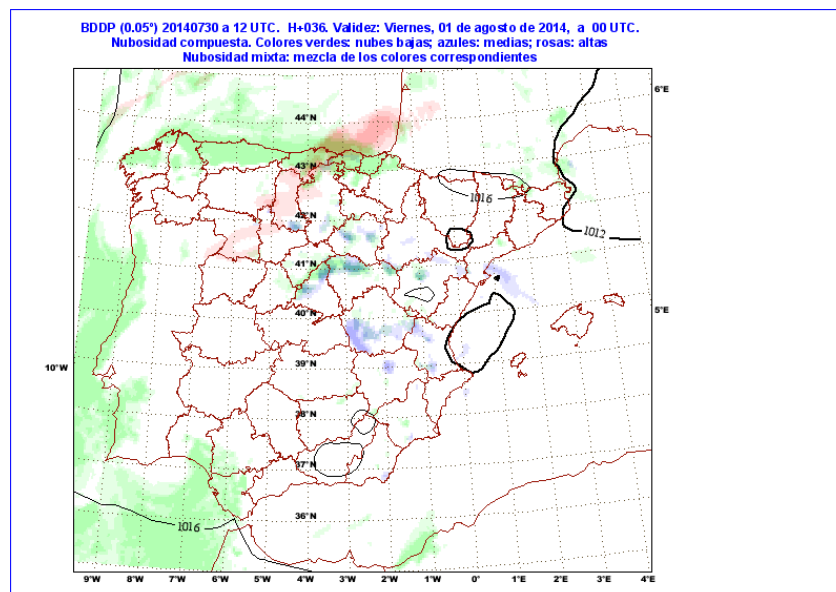 BDDP (0.05°) 20140730 a 12 UTC. H+036. Validez: Viernes, 01 de agosto de 2014, a 00 UTC.
Nubosidad compuesta. Colores verdes: nubes bajas; azules: medias; rosas: altas
Nubosidad mixta: mezcla de los colores correspondientes
6°E
44°N
43°N
1016
42°N
1012
41°N
40°N
5°E
10°W
39°N
38°N
37°N
1016
36°N
9°W 8°W 7°W 6°W 5°W 4°W 3°W 2°W 1°W 0° 1°E 2°E 3°E 4°E